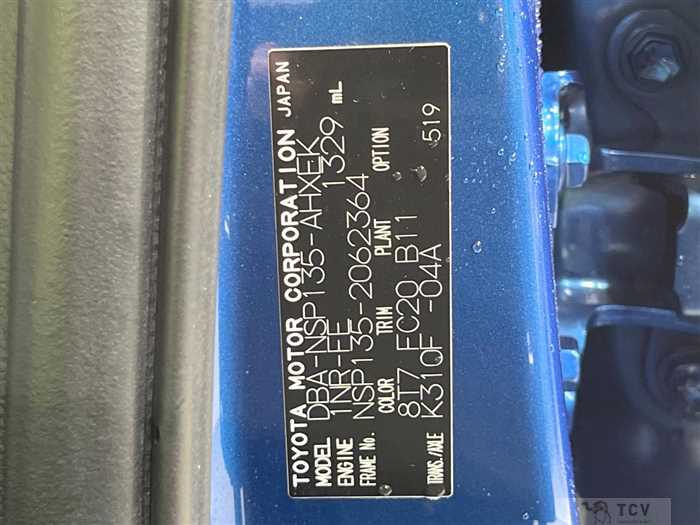 TOYOTA MOTOR CORPORATION JAPAN
MODEL DBA-NSP135-AHXEK
ENGINE 1NR-FE 1329 mL
FRAME No. NSP135-2062364
COLOR TRIM PLANT OPTION
8T7 FC20 B11 519
TRANS./AXLE K310F -04A
TCV